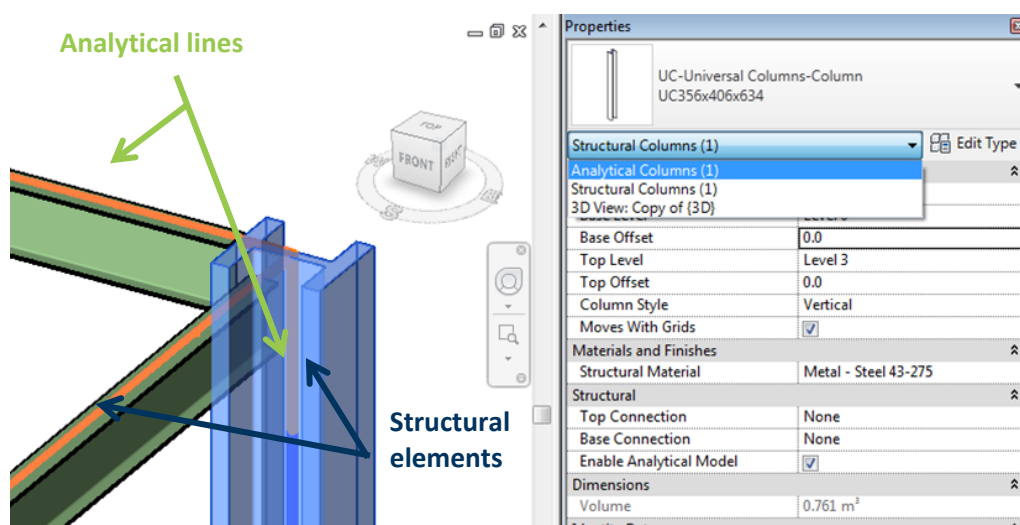 Analytical lines
TOP
FRONT
Structural
elements
Properties
UC-Universal Columns-Column
UC356x406x634
Structural Columns (1)
Edit Type
Analytical Columns (1)
Structural Columns (1)
3D View: Copy of {3D}
Base Offset 0.0
Top Level Level 3
Top Offset 0.0
Column Style Vertical
Moves With Grids
Materials and Finishes
Structural Material Metal - Steel 43-275
Structural
Top Connection None
Base Connection None
Enable Analytical Model
Dimensions
Volume 0.761 m³